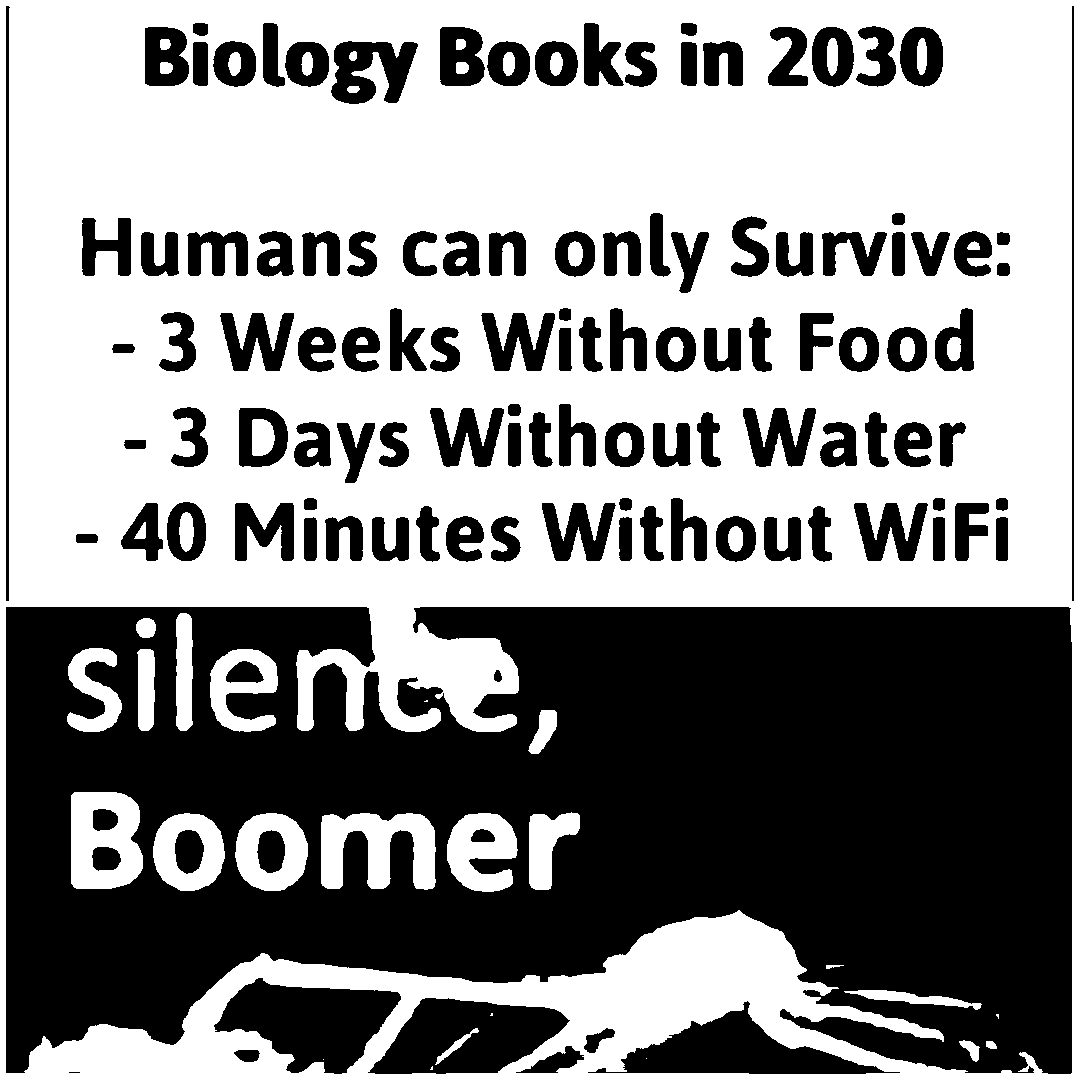 Biology Books in 2030
Humans can only Survive:
- 3 Weeks Without Food
- 3 Days Without Water
- 40 Minutes Without WiFi
silence,
Boomer